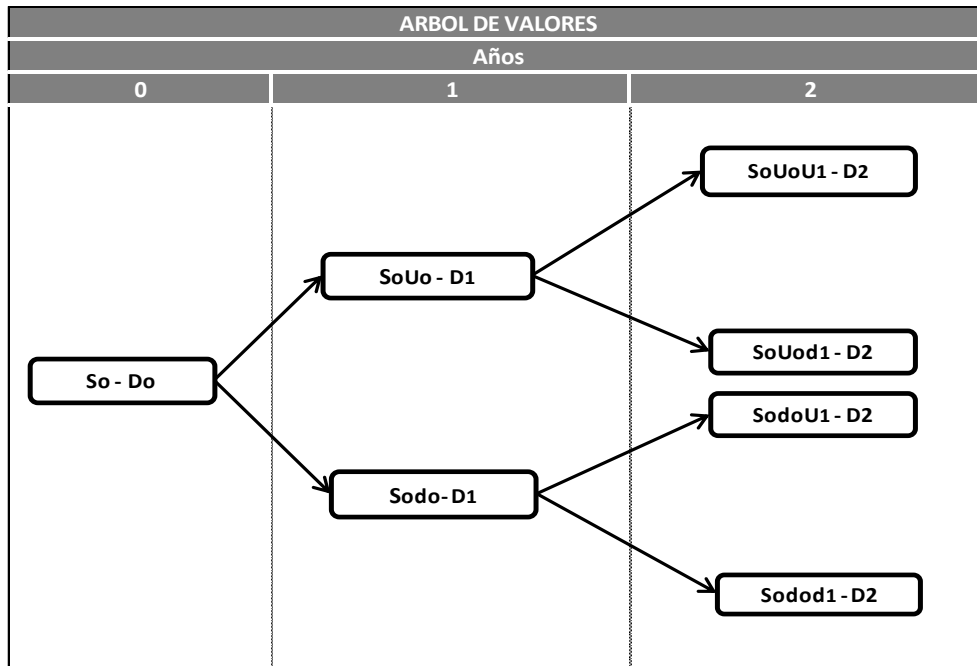 ARBOL DE VALORES
Años
0 1 2
SoUoU1 - D2
SoUo - D1
SoUod1 - D2
So - Do
SodoU1 - D2
Sodo- D1
Sodod1 - D2